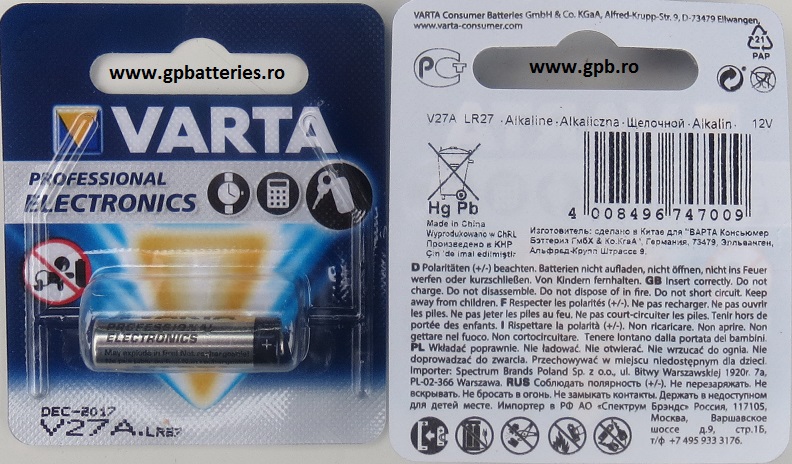 www.gpbatteries.ro
VARTA
PROFESSIONAL
ELECTRONICS
VARTA
PROFESSIONAL
ELECTRONICS
May explode in fire! Not rechargeable!
+
DEC-2017
V27A.LR27
VARTA Consumer Batteries GmbH & Co. KGaA, Alfred-Krupp-Str. 9, D-73479 Ellwangen,
www.varta-consumer.com
www.gpb.ro
21
PAP
V27A LR27 · Alkaline · Alkaliczna · Щелочной · Alkalin · 12V
Hg Pb
4 008496 747009
Made in China
Wyprodukowano w ChRL
Произведено в КНР
Çin 'de imal edilmiştir
Изготовитель: сделано в Китае для "ВАРТА Консьюмер
Бэттериз ГмбХ & Ко.КгаА", Германия, 73479, Элльванген,
Альфред-Крупп Штрассе 9.
D Polaritäten (+/-) beachten. Batterien nicht aufladen, nicht öffnen, nicht ins Feuer
werfen oder kurzschließen. Von Kindern fernhalten. GB Insert correctly. Do not
charge. Do not disassemble. Do not dispose of in fire. Do not short circuit. Keep
away from children. F Respecter les polarités (+/-). Ne pas recharger. Ne pas ouvrir
les piles. Ne pas jeter les piles au feu. Ne pas court-circuiter les piles. Tenir hors de
portée des enfants. I Rispettare la polarità (+/-). Non ricaricare. Non aprire. Non
gettare nel fuoco. Non cortocircuitare. Tenere lontano dalla portata dei bambini.
PL Wkładać poprawnie. Nie ładować. Nie otwierać. Nie wrzucać do ognia. Nie
doprowadzać do zwarcia. Przechowywać w miejscu niedostępnym dla dzieci.
Importer: Spectrum Brands Poland Sp. z o.o., ul. Bitwy Warszawskiej 1920r. 7a,
PL-02-366 Warszawa. RUS Соблюдать полярность (+/-). Не перезаряжать. Не
вскрывать. Не бросать в огонь. Не замыкать контакты. Держать в недоступном
для детей месте. Импортер в РФ АО «Спектрум Брэндс» Россия, 117105,
Москва, Варшавское
шоссе д.9, стр.1Б,
т/ф +7 495 933 3176.